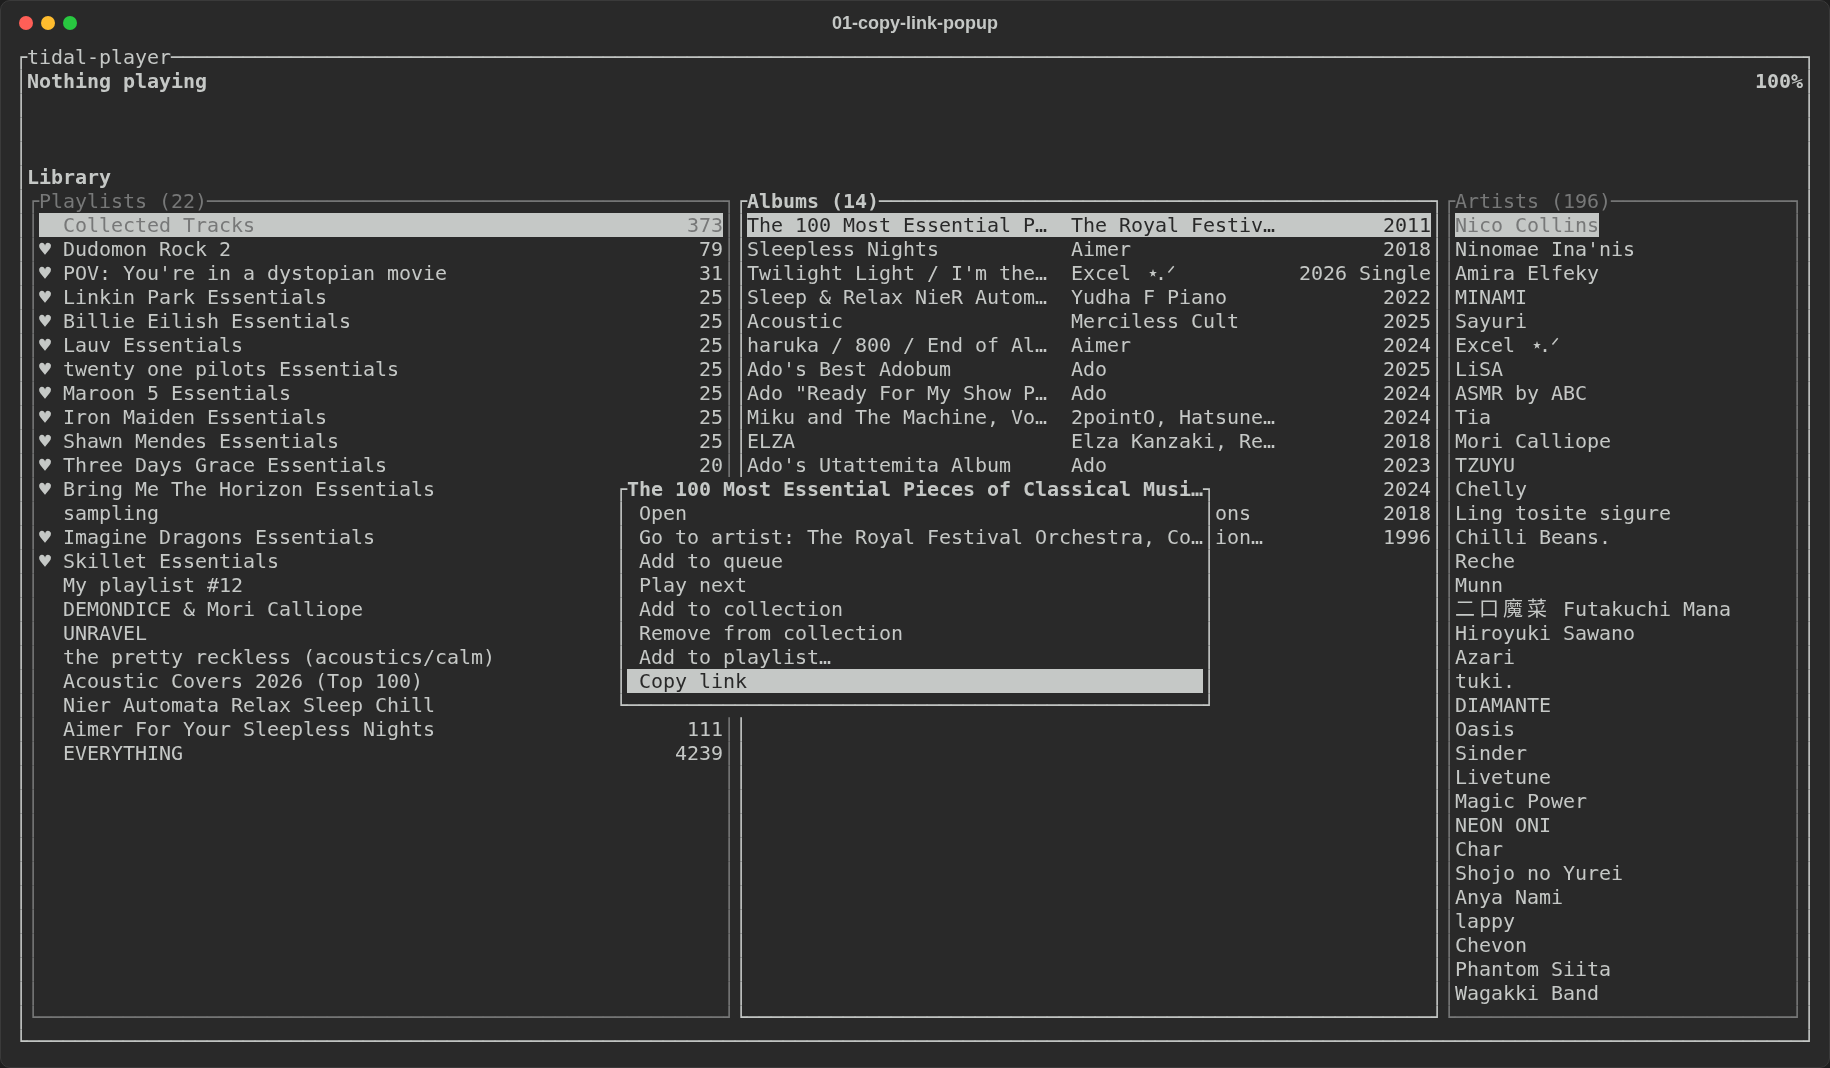 01-copy-link-popup
tidal-player
Nothing playing 100%
Library
Playlists (22)
Collected Tracks 373
♥ Dudomon Rock 2 79
♥ POV: You're in a dystopian movie 31
♥ Linkin Park Essentials 25
♥ Billie Eilish Essentials 25
♥ Lauv Essentials 25
♥ twenty one pilots Essentials 25
♥ Maroon 5 Essentials 25
♥ Iron Maiden Essentials 25
♥ Shawn Mendes Essentials 25
♥ Three Days Grace Essentials 20
♥ Bring Me The Horizon Essentials
sampling
♥ Imagine Dragons Essentials
♥ Skillet Essentials
My playlist #12
DEMONDICE & Mori Calliope
UNRAVEL
the pretty reckless (acoustics/calm)
Acoustic Covers 2026 (Top 100)
Nier Automata Relax Sleep Chill
Aimer For Your Sleepless Nights 111
EVERYTHING 4239
Albums (14)
The 100 Most Essential P… The Royal Festiv… 2011
Sleepless Nights Aimer 2018
Twilight Light / I'm the… Excel ⋆.ᐟ 2026 Single
Sleep & Relax NieR Autom… Yudha F Piano 2022
Acoustic Merciless Cult 2025
haruka / 800 / End of Al… Aimer 2024
Ado's Best Adobum Ado 2025
Ado "Ready For My Show P… Ado 2024
Miku and The Machine, Vo… 2pointO, Hatsune… 2024
ELZA Elza Kanzaki, Re… 2018
Ado's Utattemita Album Ado 2023
2024
ons 2018
ion… 1996
The 100 Most Essential Pieces of Classical Musi…
Open
Go to artist: The Royal Festival Orchestra, Co…
Add to queue
Play next
Add to collection
Remove from collection
Add to playlist…
Copy link
Artists (196)
Nico Collins
Ninomae Ina'nis
Amira Elfeky
MINAMI
Sayuri
Excel ⋆.ᐟ
LiSA
ASMR by ABC
Tia
Mori Calliope
TZUYU
Chelly
Ling tosite sigure
Chilli Beans.
Reche
Munn
二口魔菜 Futakuchi Mana
Hiroyuki Sawano
Azari
tuki.
DIAMANTE
Oasis
Sinder
Livetune
Magic Power
NEON ONI
Char
Shojo no Yurei
Anya Nami
lappy
Chevon
Phantom Siita
Wagakki Band